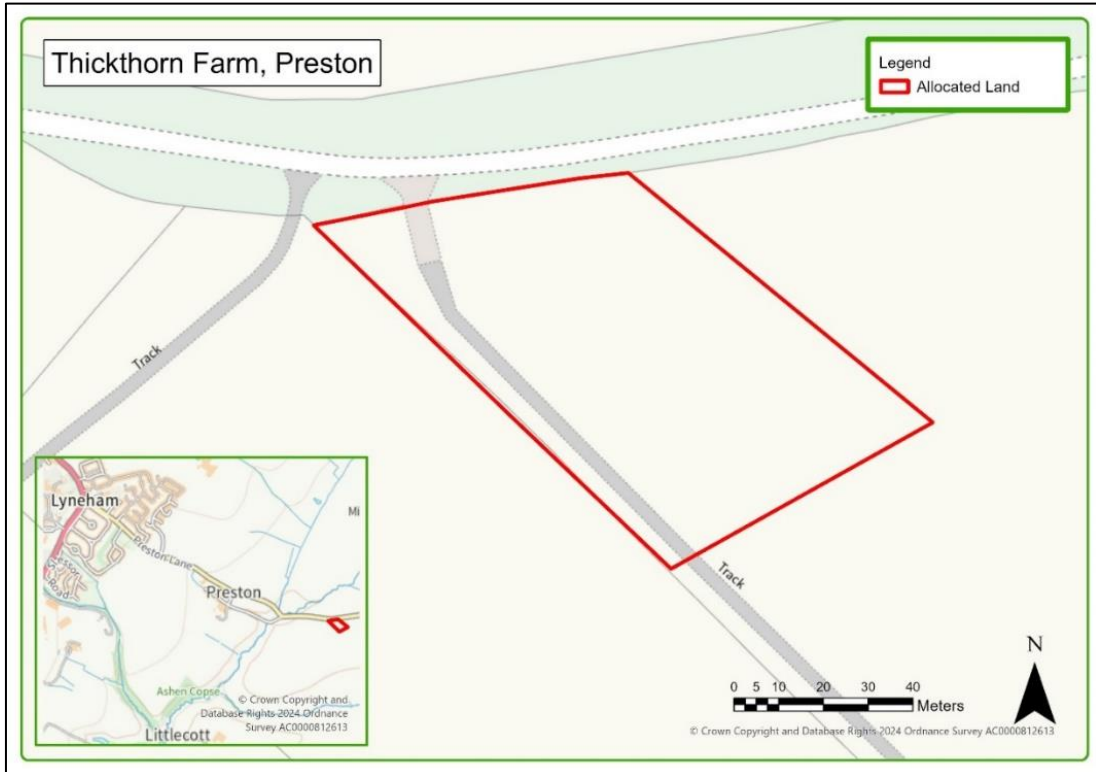 Thickthorn Farm, Preston
Legend
Allocated Land
Track
Track
Lyneham
Mi
Preston Lane
Preston
Road
Ashen Copse
Littlecott
© Crown Copyright and
Database Rights 2024 Ordnance
Survey AC0000812613
N
0 5 10 20 30 40
Meters
© Crown Copyright and Database Rights 2024 Ordnance Survey AC0000812613